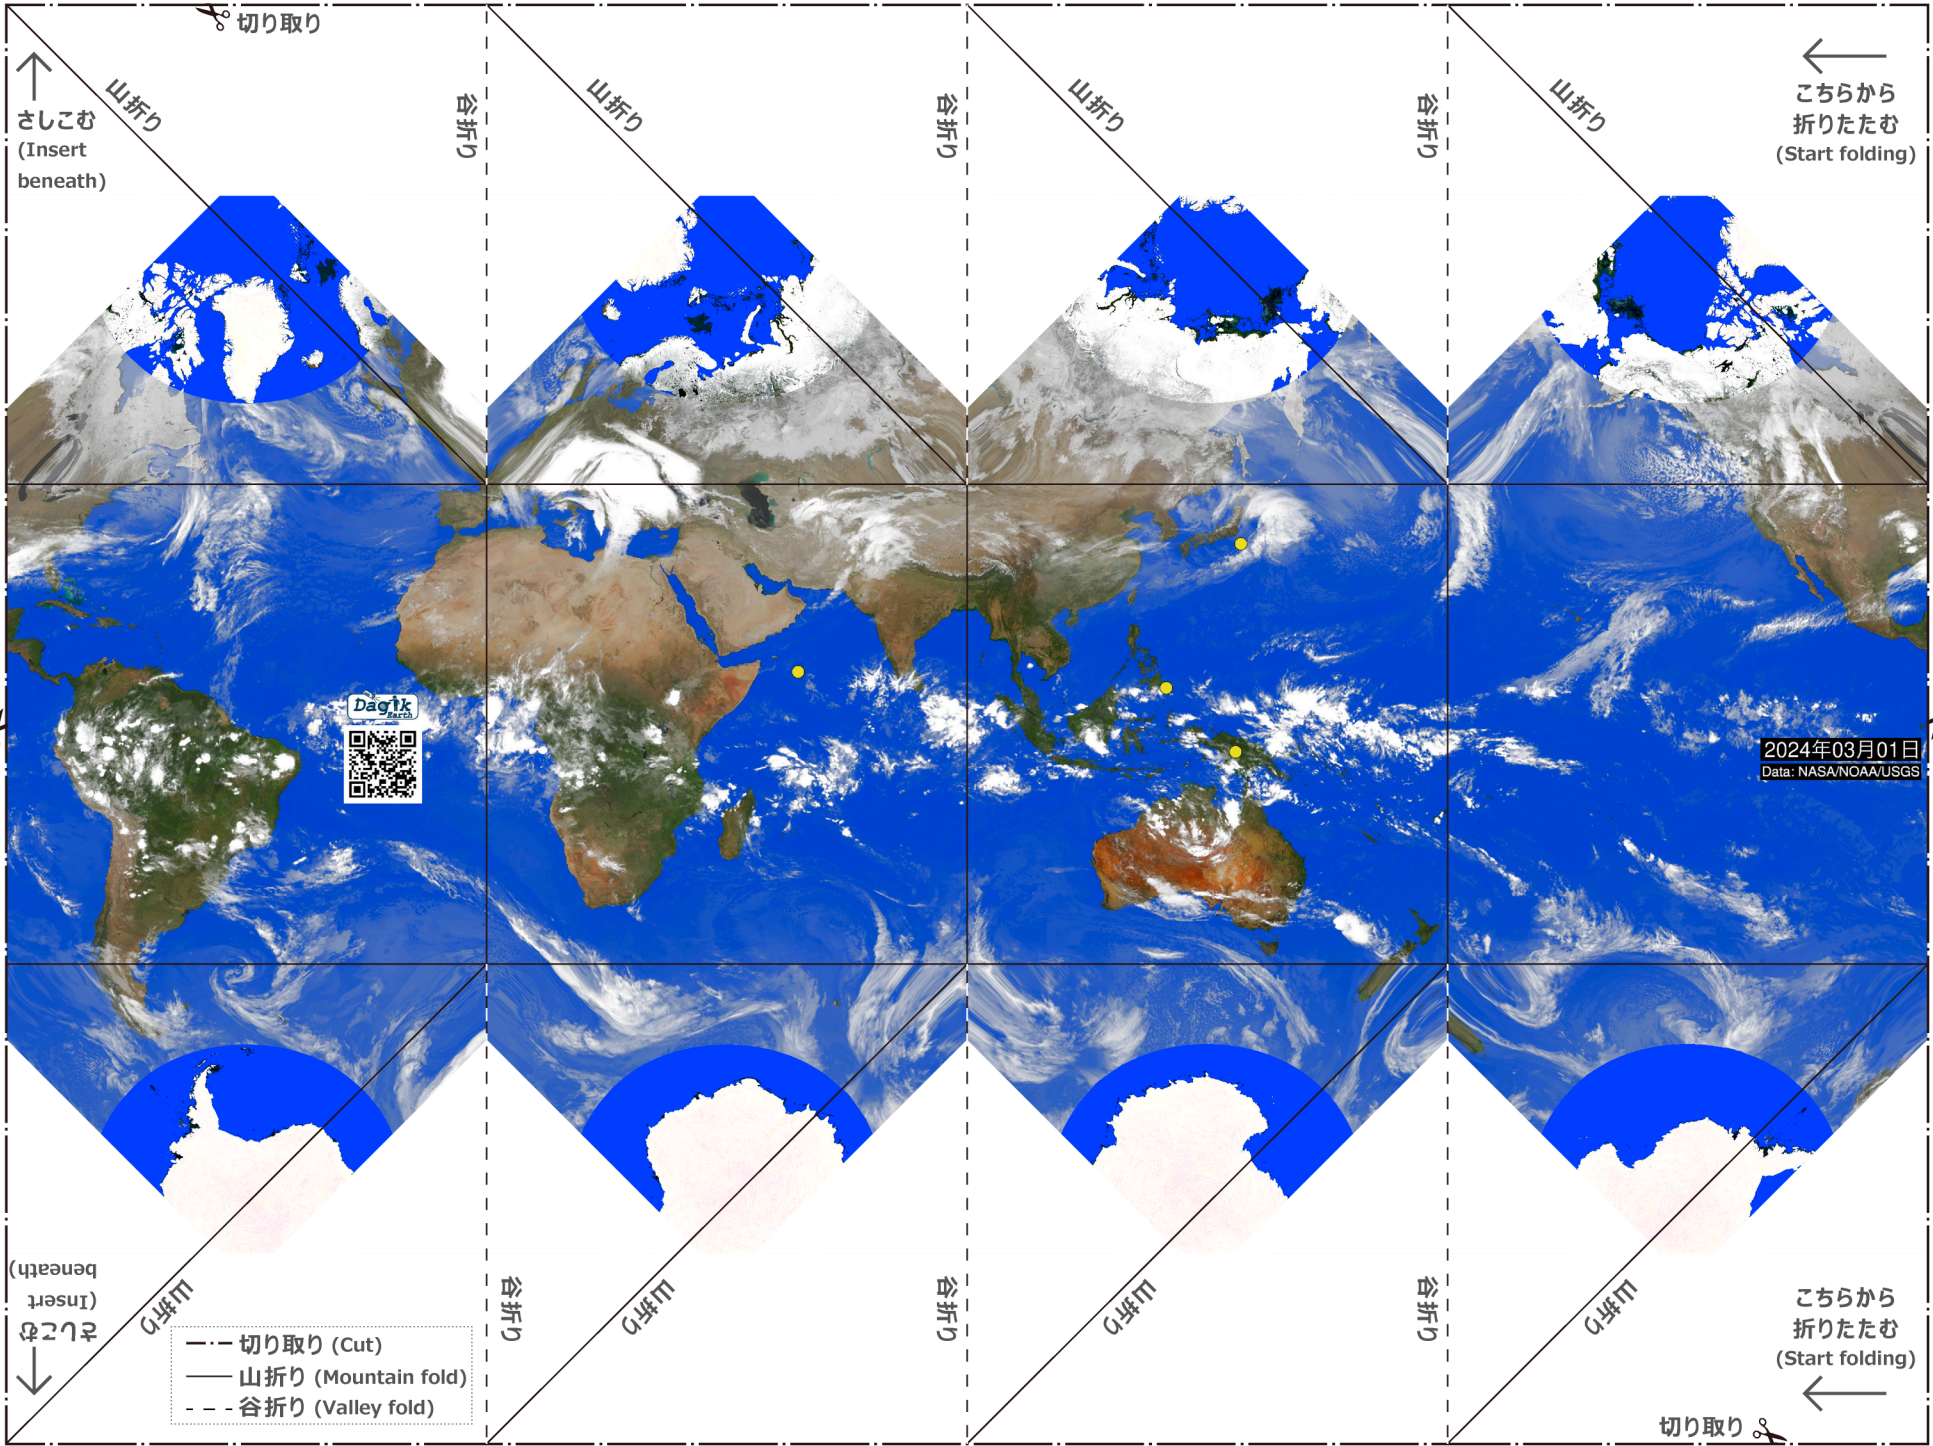 切り取り
山折り
谷折り
山折り
谷折り
山折り
谷折り
山折り
さしこむ
(Insert
beneath)
こちらから
折りたたむ
(Start folding)
Dagik
Earth
2024年03月01日
Data: NASA/NOAA/USGS
さしこむ
(Insert
beneath)
山折り
谷折り
山折り
谷折り
山折り
谷折り
山折り
切り取り (Cut)
山折り (Mountain fold)
谷折り (Valley fold)
こちらから
折りたたむ
(Start folding)
切り取り